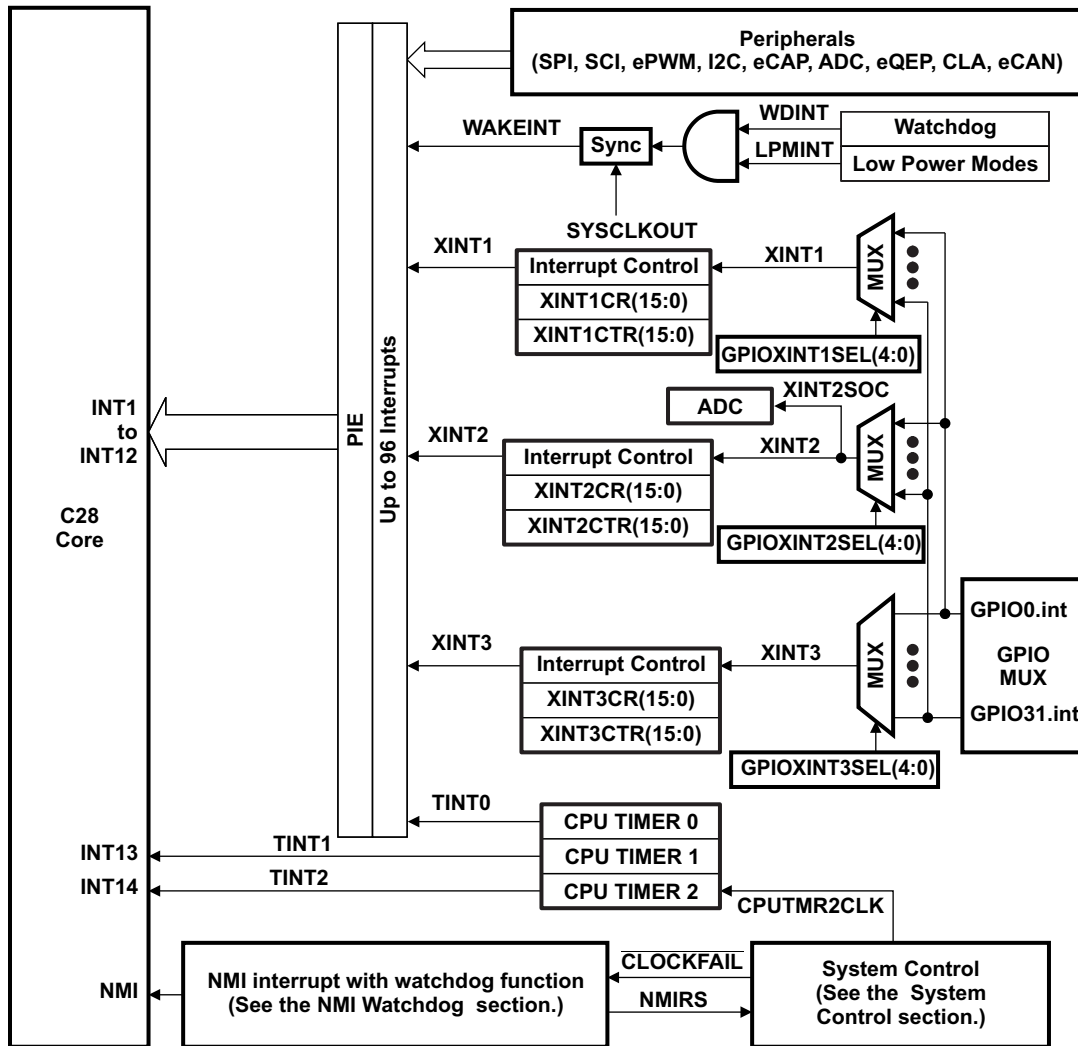 Peripherals
(SPI, SCI, ePWM, I2C, eCAP, ADC, eQEP, CLA, eCAN)
WDINT
Watchdog
WAKEINT
Sync
LPMINT
Low Power Modes
SYSCLKOUT
XINT1
Interrupt Control
XINT1
MUX
XINT1CR(15:0)
XINT1CTR(15:0)
GPIOXINT1SEL(4:0)
XINT2SOC
ADC
INT1
to
INT12
PIE
Up to 96 Interrupts
XINT2
Interrupt Control
XINT2
MUX
XINT2CR(15:0)
XINT2CTR(15:0)
GPIOXINT2SEL(4:0)
C28
Core
GPIO0.int
XINT3
Interrupt Control
XINT3
MUX
GPIO
MUX
XINT3CR(15:0)
XINT3CTR(15:0)
GPIO31.int
GPIOXINT3SEL(4:0)
TINT0
CPU TIMER 0
INT13
TINT1
CPU TIMER 1
INT14
TINT2
CPU TIMER 2
CPUTMR2CLK
NMI
NMI interrupt with watchdog function
(See the NMI Watchdog section.)
CLOCKFAIL
NMIRS
System Control
(See the System
Control section.)